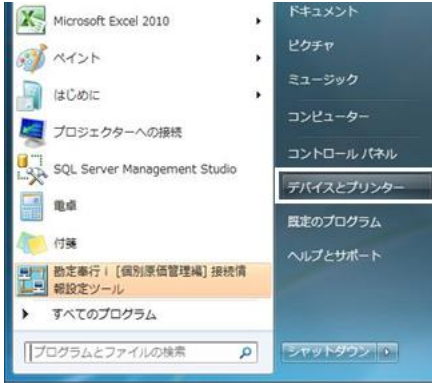 Microsoft Excel 2010
ペイント
はじめに
プロジェクターへの接続
SQL Server Management Studio
電卓
付箋
勘定奉行 i [個別原価管理編] 接続情
報設定ツール
すべてのプログラム
プログラムとファイルの検索
ドキュメント
ピクチャ
ミュージック
コンピューター
コントロール パネル
デバイスとプリンター
既定のプログラム
ヘルプとサポート
シャットダウン